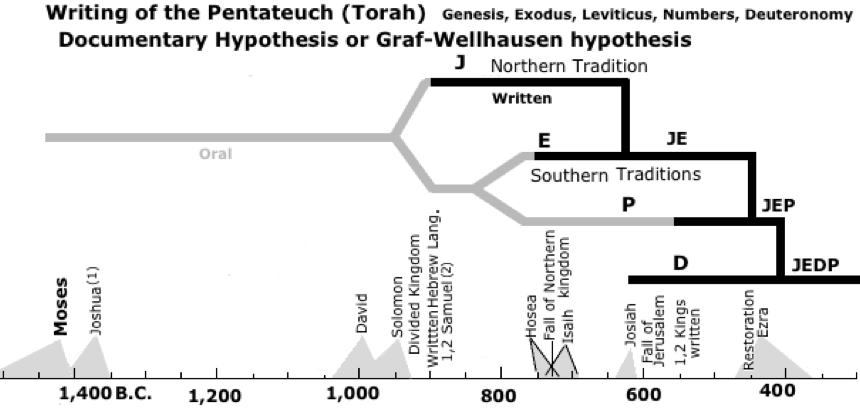 Writing of the Pentateuch (Torah) Genesis, Exodus, Leviticus, Numbers, Deuteronomy
Documentary Hypothesis or Graf-Wellhausen hypothesis
J Northern Tradition
Written
Oral
E JE
Southern Traditions
P JEP
D JEDP
Moses
Joshua (1)
David
Solomon
Divided Kingdom
Writtten Hebrew Lang.
1,2 Samuel (2)
Hosea
Fall of Northern
kingdom
Isaih
Josiah
Fall of
Jerusalem
1,2 Kings
written
Restoration
Ezra
1,400 B.C. 1,200 1,000 800 600 400